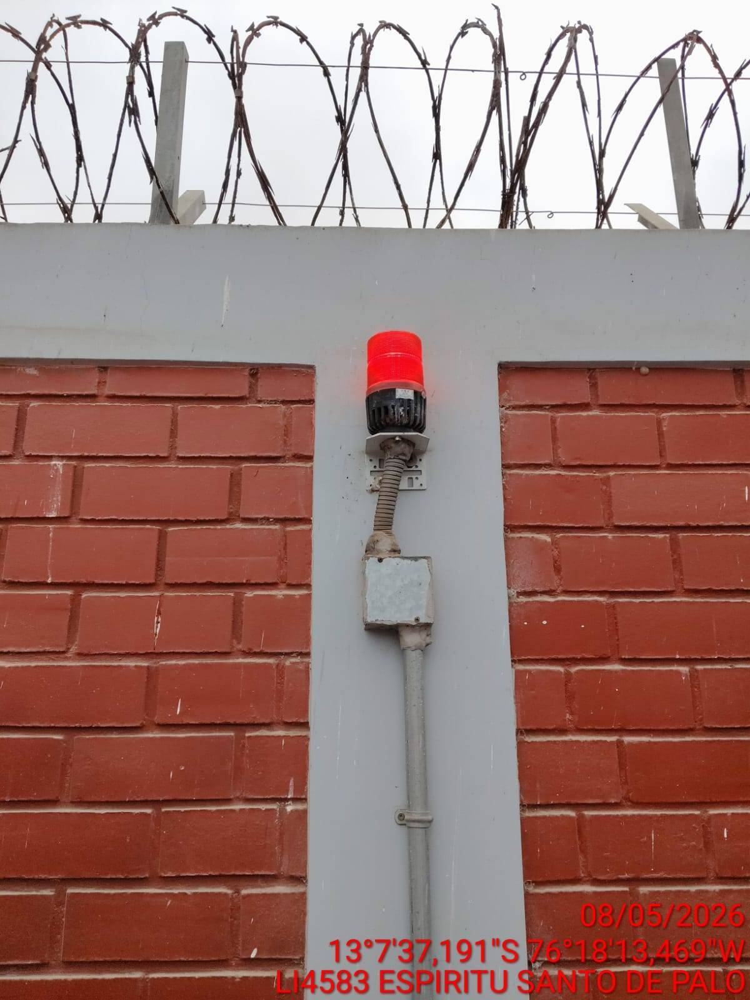 08/05/2026
13°7'37,191"S 76°18'13,469"W
LI4583 ESPIRITU SANTO DE PALO